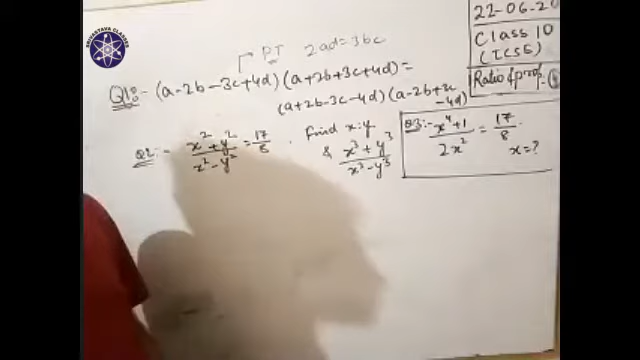 SRIVASTAVA CLASSES
22-06-20
Class 10
(ICSE)
Ratio & prop.
PT 2ad=3bc
Q1:- (a-2b-3c+4d)(a+2b+3c+4d)=
(a+2b-3c-4d)(a-2b+3c-4d)
Q2:- x²+y²/x²-y² = 17/8. Find x:y
& x³+y³/x³-y³
Q3:- x⁴+1/2x² = 17/8. x=?